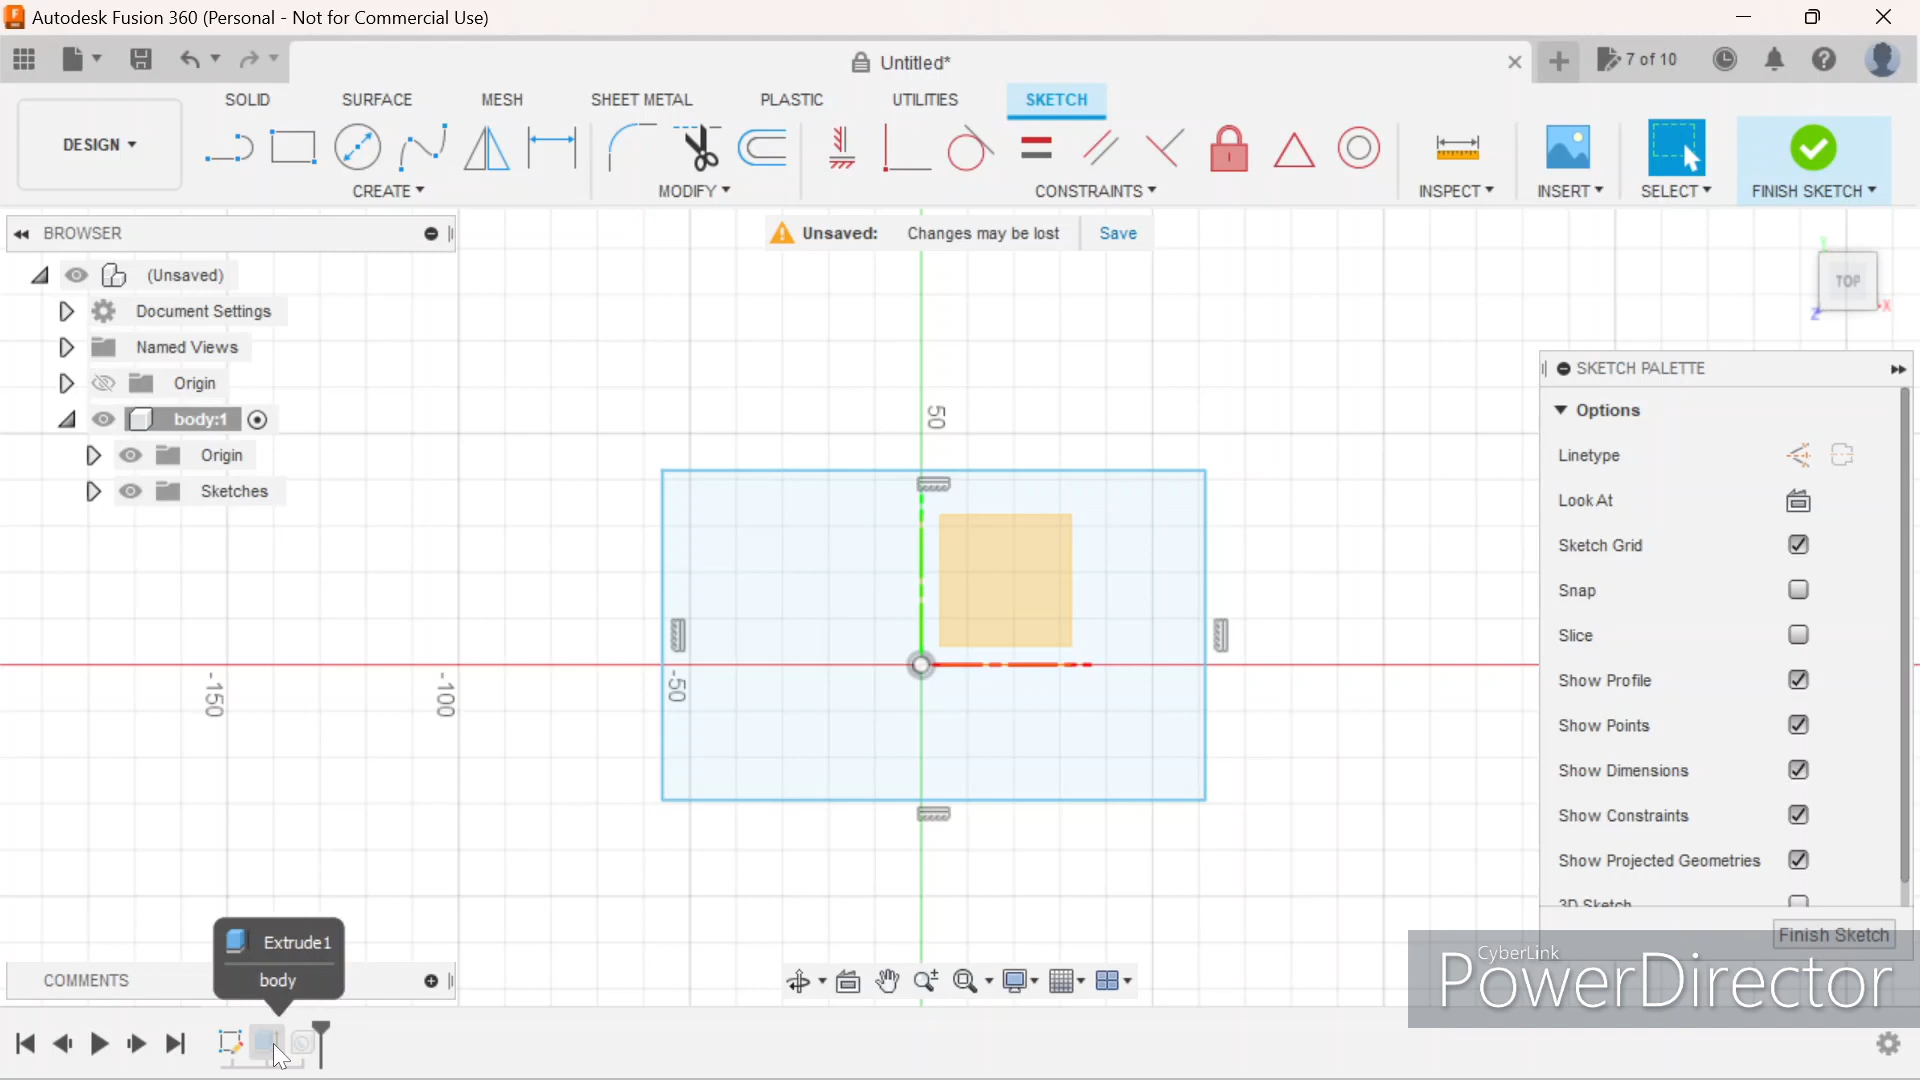 Autodesk Fusion 360 (Personal - Not for Commercial Use)
Untitled*
7 of 10
SOLID
SURFACE
MESH
SHEET METAL
PLASTIC
UTILITIES
SKETCH
DESIGN
CREATE
MODIFY
CONSTRAINTS
INSPECT
INSERT
SELECT
FINISH SKETCH
BROWSER
Unsaved: Changes may be lost Save
(Unsaved)
Document Settings
Named Views
Origin
body:1
Origin
Sketches
TOP
X
Z
50
-150
-100
-50
SKETCH PALETTE
Options
Linetype
Look At
Sketch Grid
Snap
Slice
Show Profile
Show Points
Show Dimensions
Show Constraints
Show Projected Geometries
3D Sketch
Finish Sketch
Extrude1
body
COMMENTS
CyberLink
PowerDirector